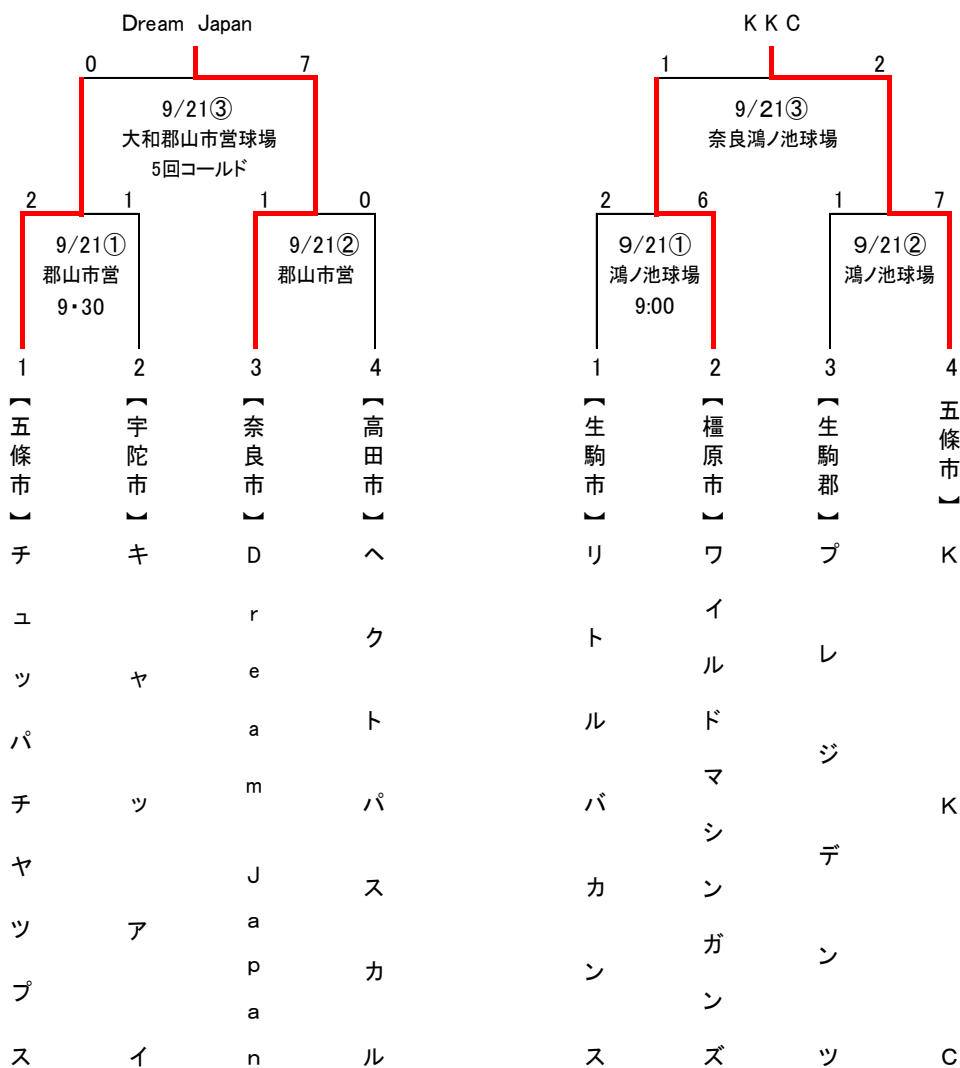 Dream Japan
0 7
9/21③
大和郡山市営球場
5回コールド
2 1 1 0
9/21①
郡山市営
9・30
9/21②
郡山市営
1 2 3 4
【五條市】チュッパチヤツプス
【宇陀市】キャッアイ
【奈良市】Dream Japan
【高田市】ヘクトパスカル
KKC
1 2
9/21③
奈良鴻ノ池球場
2 6 1 7
9/21①
鴻ノ池球場
9:00
9/21②
鴻ノ池球場
1 2 3 4
【生駒市】リトルバカンス
【橿原市】ワイルドマシンガンズ
【生駒郡】プレジデンツ
五條市】KKC